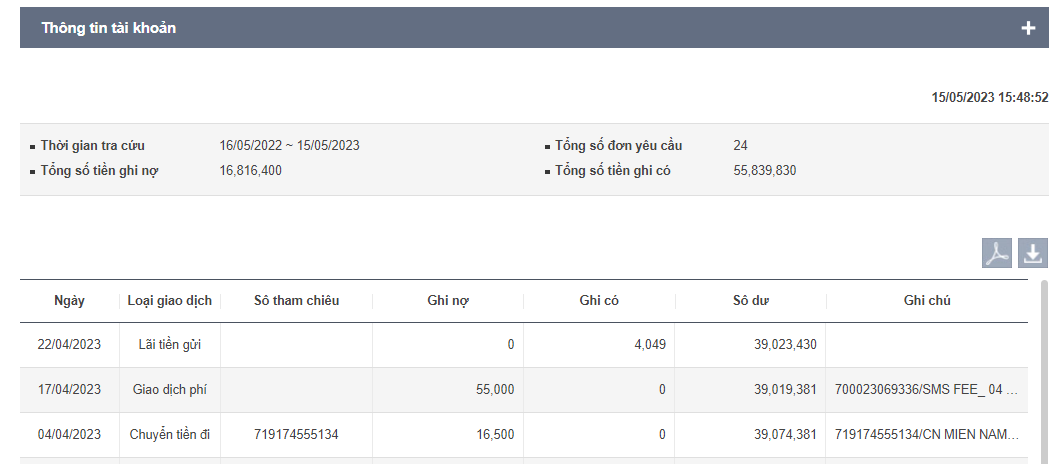 Thông tin tài khoản
15/05/2023 15:48:52
Thời gian tra cứu 16/05/2022 ~ 15/05/2023 Tổng số đơn yêu cầu 24
Tổng số tiền ghi nợ 16,816,400 Tổng số tiền ghi có 55,839,830
Ngày Loại giao dịch Số tham chiếu Ghi nợ Ghi có Số dư Ghi chú
22/04/2023 Lãi tiền gửi 0 4,049 39,023,430
17/04/2023 Giao dịch phí 55,000 0 39,019,381 700023069336/SMS FEE_ 04 ...
04/04/2023 Chuyển tiền đi 719174555134 16,500 0 39,074,381 719174555134/CN MIEN NAM...